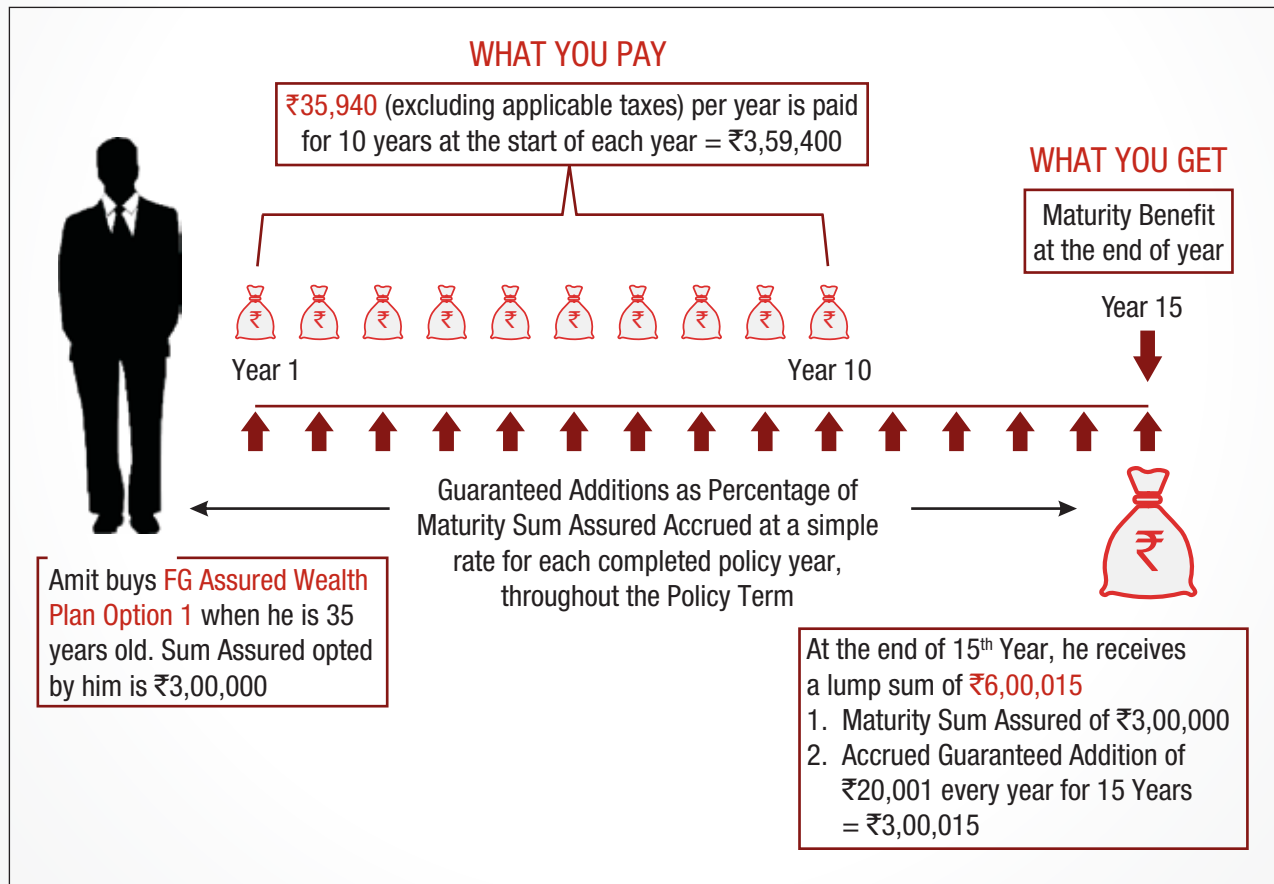 WHAT YOU PAY
₹35,940 (excluding applicable taxes) per year is paid
for 10 years at the start of each year = ₹3,59,400
WHAT YOU GET
Maturity Benefit
at the end of year
Year 15
₹ ₹ ₹ ₹ ₹ ₹ ₹ ₹ ₹ ₹
Year 1
Year 10
Guaranteed Additions as Percentage of
Maturity Sum Assured Accrued at a simple
rate for each completed policy year,
throughout the Policy Term
₹
Amit buys FG Assured Wealth
Plan Option 1 when he is 35
years old. Sum Assured opted
by him is ₹3,00,000
At the end of 15th Year, he receives
a lump sum of ₹6,00,015
1. Maturity Sum Assured of ₹3,00,000
2. Accrued Guaranteed Addition of
₹20,001 every year for 15 Years
= ₹3,00,015